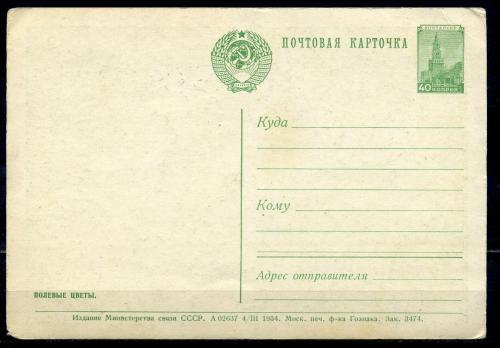 ПОЧТОВАЯ КАРТОЧКА
40 КОПЕЕК
Куда
Кому
Адрес отправителя
ПОЛЕВЫЕ ЦВЕТЫ.
Издание Министерства связи СССР. А 02637 4/III 1954. Моск. печ. ф-ка Гознака. Зак. 3474.